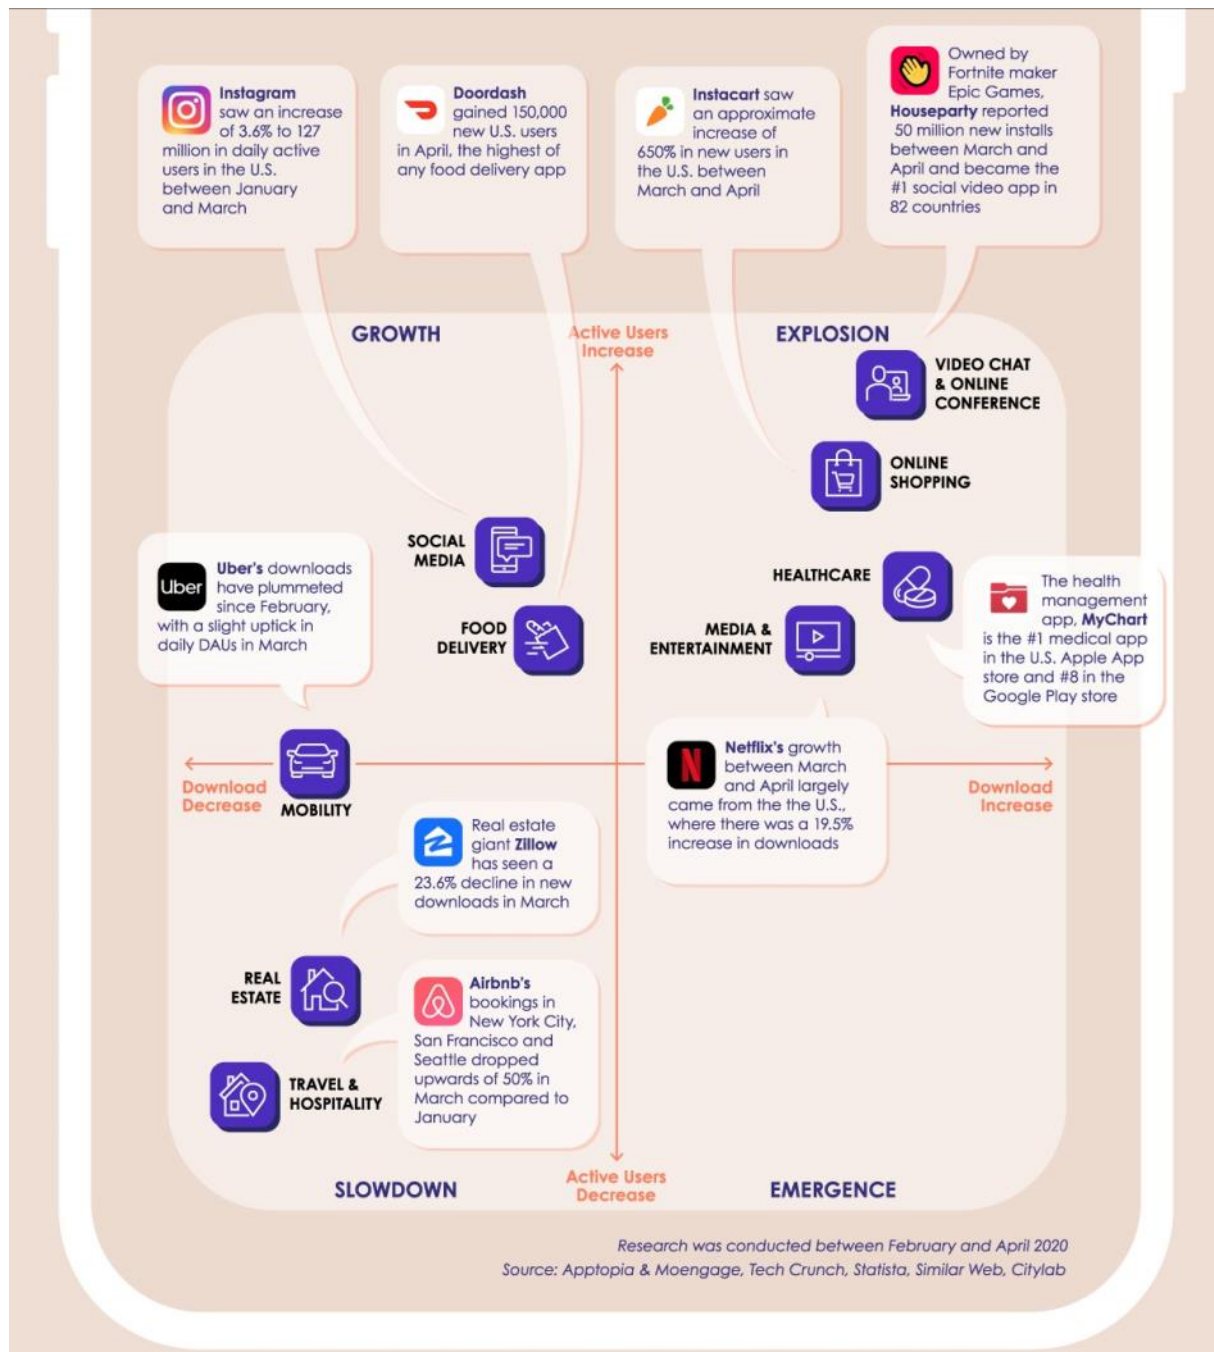 Instagram
saw an increase
of 3.6% to 127
million in daily active
users in the U.S.
between January
and March
Doordash
gained 150,000
new U.S. users
in April, the highest of
any food delivery app
Instacart saw
an approximate
increase of
650% in new users in
the U.S. between
March and April
Owned by
Fortnite maker
Epic Games,
Houseparty reported
50 million new installs
between March and
April and became the
#1 social video app in
82 countries
GROWTH
Active Users
Increase
EXPLOSION
VIDEO CHAT
& ONLINE
CONFERENCE
ONLINE
SHOPPING
SOCIAL
MEDIA
HEALTHCARE
Uber
Uber's downloads
have plummeted
since February,
with a slight uptick in
daily DAUs in March
FOOD
DELIVERY
MEDIA &
ENTERTAINMENT
The health
management
app, MyChart
is the #1 medical app
in the U.S. Apple App
store and #8 in the
Google Play store
Download
Decrease
MOBILITY
N
Netflix's growth
between March
and April largely
came from the the U.S.,
where there was a 19.5%
increase in downloads
Download
Increase
Real estate
giant Zillow
has seen a
23.6% decline in new
downloads in March
REAL
ESTATE
Airbnb's
bookings in
New York City,
San Francisco and
Seattle dropped
upwards of 50% in
March compared to
January
TRAVEL &
HOSPITALITY
SLOWDOWN
Active Users
Decrease
EMERGENCE
Research was conducted between February and April 2020
Source: Apptopia & Moengage, Tech Crunch, Statista, Similar Web, Citylab